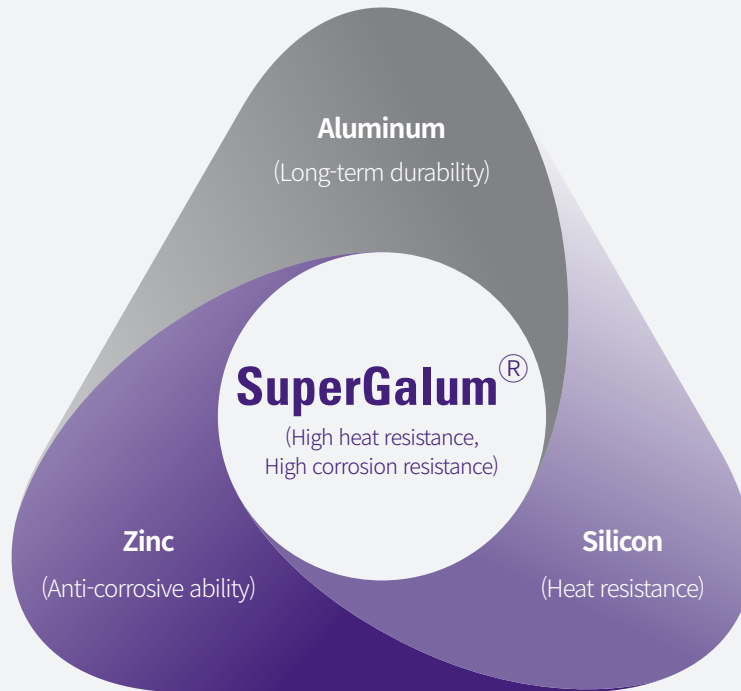 Aluminum
(Long-term durability)
SuperGalum®
(High heat resistance,
High corrosion resistance)
Zinc
(Anti-corrosive ability)
Silicon
(Heat resistance)